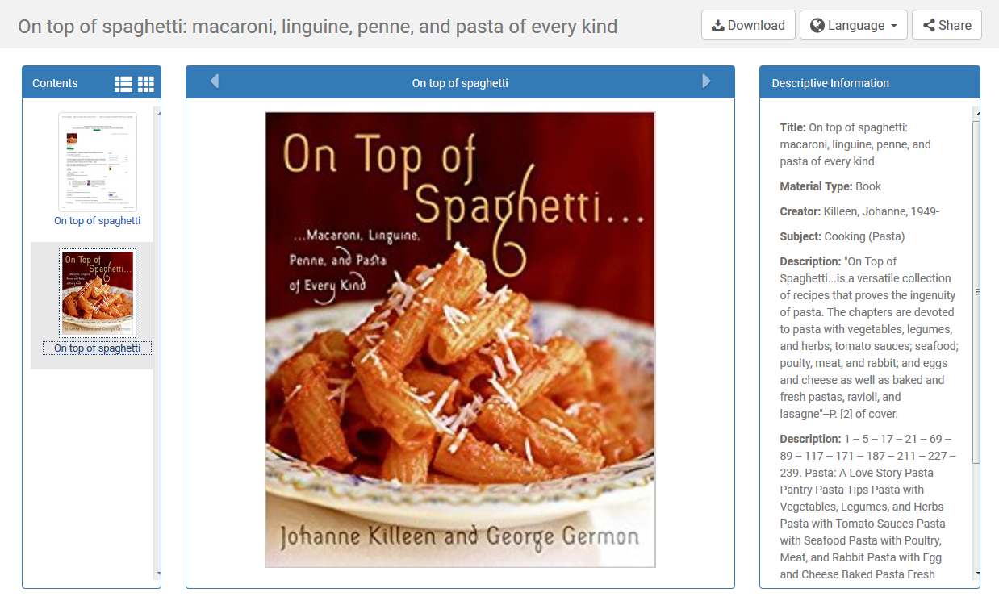 On top of spaghetti: macaroni, linguine, penne, and pasta of every kind
Download
Language
Share
Contents
On top of spaghetti
On top of spaghetti
On top of spaghetti
On Top of
Spaghetti...
...Macaroni, Linguine,
Penne, and Pasta
of Every Kind
Johanne Killeen and George Germon
Descriptive Information
Title: On top of spaghetti:
macaroni, linguine, penne, and
pasta of every kind
Material Type: Book
Creator: Killeen, Johanne, 1949-
Subject: Cooking (Pasta)
Description: "On Top of
Spaghetti...is a versatile collection
of recipes that proves the ingenuity
of pasta. The chapters are devoted
to pasta with vegetables, legumes,
and herbs; tomato sauces; seafood;
poulty, meat, and rabbit; and eggs
and cheese as well as baked and
fresh pastas, ravioli, and
lasagne"--P. [2] of cover.
Description: 1 -- 5 -- 17 -- 21 -- 69 --
89 -- 117 -- 171 -- 187 -- 211 -- 227 --
239. Pasta: A Love Story Pasta
Pantry Pasta Tips Pasta with
Vegetables, Legumes, and Herbs
Pasta with Tomato Sauces Pasta
with Seafood Pasta with Poultry,
Meat, and Rabbit Pasta with Egg
and Cheese Baked Pasta Fresh